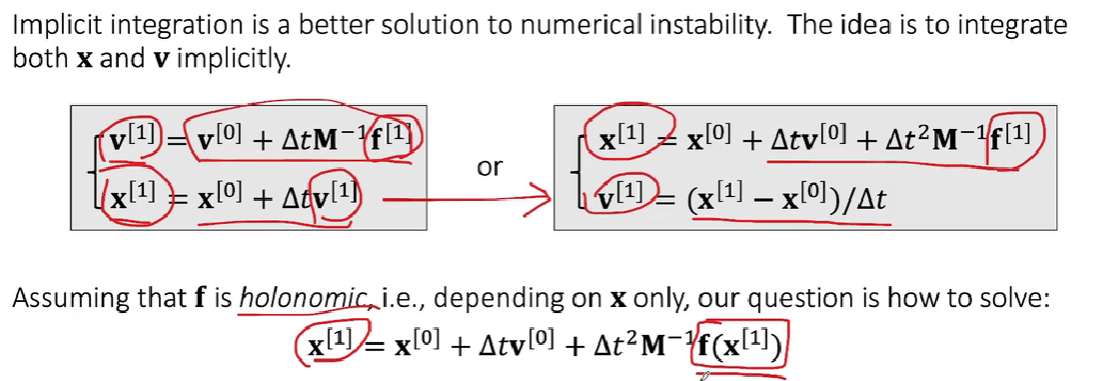 Implicit integration is a better solution to numerical instability. The idea is to integrate
both x and v implicitly.
v[1] = v[0] + ΔtM⁻¹f[1]
x[1] = x[0] + Δtv[1]
or
x[1] = x[0] + Δtv[0] + Δt²M⁻¹f[1]
v[1] = (x[1] − x[0])/Δt
Assuming that f is holonomic, i.e., depending on x only, our question is how to solve:
x[1] = x[0] + Δtv[0] + Δt²M⁻¹f(x[1])